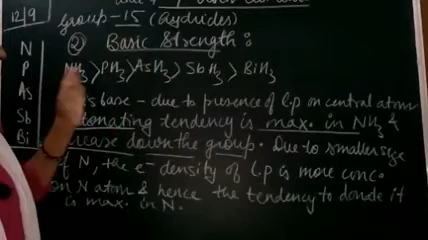 12/9
group-15 (Hydrides)
② Basic Strength:
NH3 > PH3 > AsH3 > SbH3 > BiH3
N
P
As
Sb
Bi
base - due to presence of l.p on central atom
donating tendency is max. in NH3 &
down the group. Due to smaller size
of N, the e- density of l.p is more conc.
on N atom & hence the tendency to donate it
is max. in N.